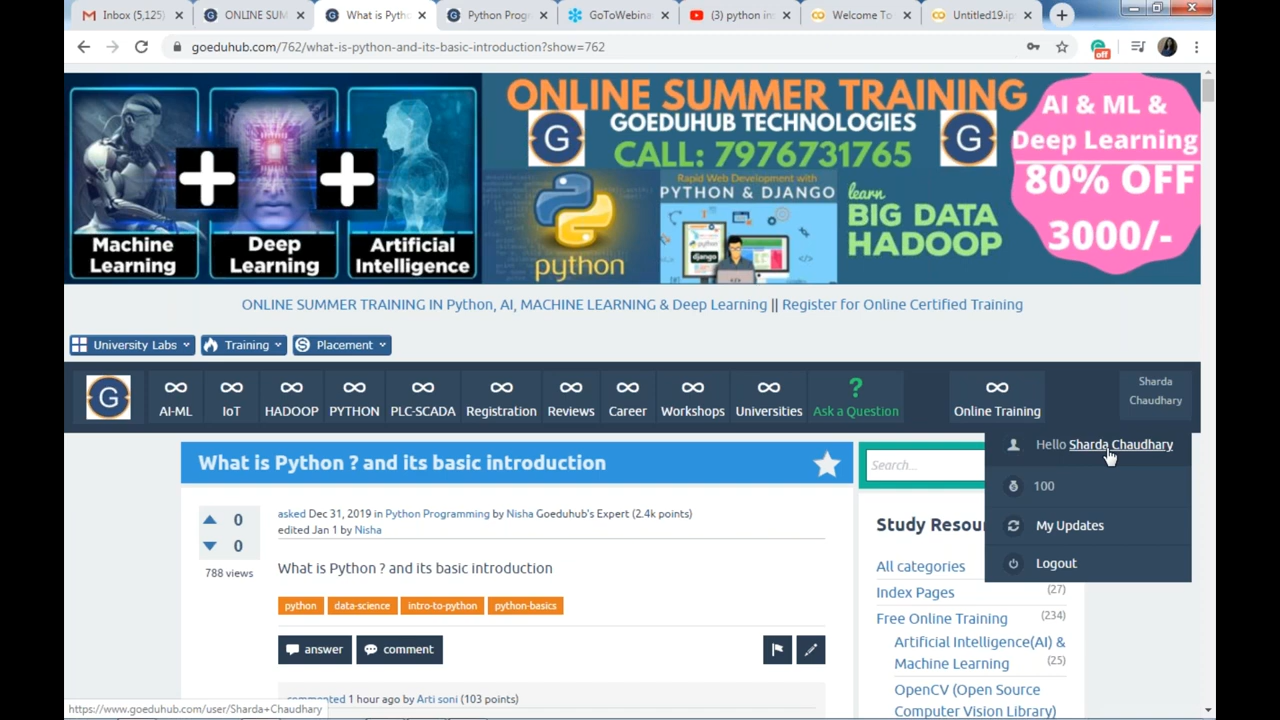 Inbox (5,125)
ONLINE SUM
What is Pyth
Python Progr
GoToWebina
(3) python in
Welcome To
Untitled19.ip
goeduhub.com/762/what-is-python-and-its-basic-introduction?show=762
off
Machine Learning
Deep Learning
Artificial Intelligence
ONLINE SUMMER TRAINING
GOEDUHUB TECHNOLOGIES
CALL: 7976731765
G
G
python
Rapid Web Development with
PYTHON & DJANGO
django
learn
BIG DATA
HADOOP
AI & ML &
Deep Learning
80% OFF
3000/-
ONLINE SUMMER TRAINING IN Python, AI, MACHINE LEARNING & Deep Learning || Register for Online Certified Training
University Labs
Training
Placement
G
AI-ML
IoT
HADOOP
PYTHON
PLC-SCADA
Registration
Reviews
Career
Workshops
Universities
? Ask a Question
Online Training
Sharda
Chaudhary
Hello Sharda Chaudhary
100
My Updates
Logout
What is Python ? and its basic introduction
0
0
788 views
asked Dec 31, 2019 in Python Programming by Nisha Goeduhub's Expert (2.4k points)
edited Jan 1 by Nisha
What is Python ? and its basic introduction
python
data-science
intro-to-python
python-basics
answer
comment
commented 1 hour ago by Arti soni (103 points)
Search...
Study Resou
All categories
Index Pages (27)
Free Online Training (234)
Artificial Intelligence(AI) &
Machine Learning (25)
OpenCV (Open Source
Computer Vision Library)
https://www.goeduhub.com/user/Sharda+Chaudhary